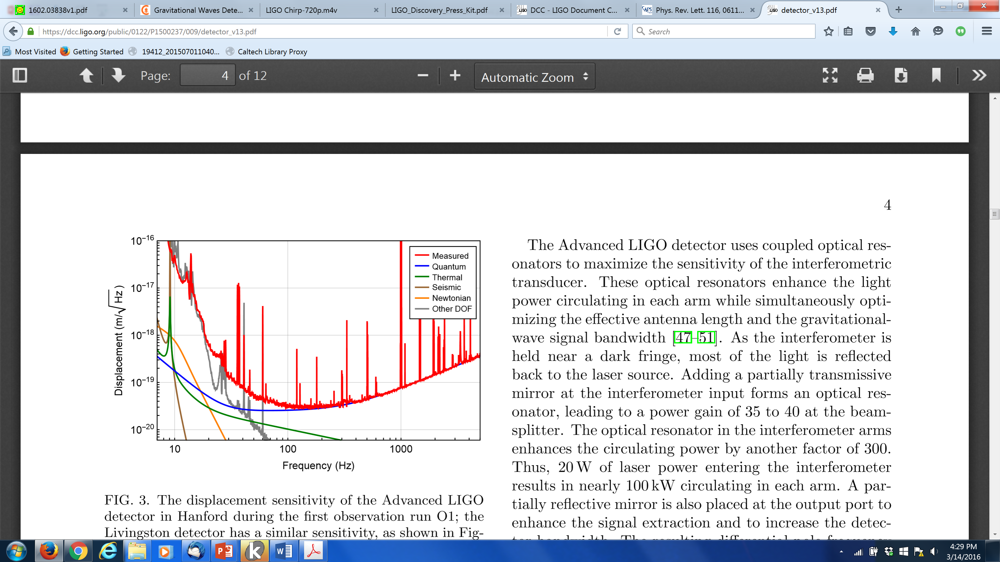 1602.03838v1.pdf
Gravitational Waves Dete...
LIGO Chirp-720p.m4v
LIGO_Discovery_Press_Kit.pdf
DCC - LIGO Document C...
Phys. Rev. Lett. 116, 0611...
detector_v13.pdf
https://dcc.ligo.org/public/0122/P1500237/009/detector_v13.pdf
Search
Most Visited
Getting Started
19412_201507011040...
Caltech Library Proxy
Page: 4 of 12
Automatic Zoom
4
10−16
10−17
10−18
10−19
10−20
Displacement (m/√Hz)
Measured
Quantum
Thermal
Seismic
Newtonian
Other DOF
10 100 1000
Frequency (Hz)
FIG. 3. The displacement sensitivity of the Advanced LIGO
detector in Hanford during the first observation run O1; the
Livingston detector has a similar sensitivity, as shown in Fig-
The Advanced LIGO detector uses coupled optical res-
onators to maximize the sensitivity of the interferometric
transducer. These optical resonators enhance the light
power circulating in each arm while simultaneously opti-
mizing the effective antenna length and the gravitational-
wave signal bandwidth [47–51]. As the interferometer is
held near a dark fringe, most of the light is reflected
back to the laser source. Adding a partially transmissive
mirror at the interferometer input forms an optical res-
onator, leading to a power gain of 35 to 40 at the beam-
splitter. The optical resonator in the interferometer arms
enhances the circulating power by another factor of 300.
Thus, 20 W of laser power entering the interferometer
results in nearly 100 kW circulating in each arm. A par-
tially reflective mirror is also placed at the output port to
enhance the signal extraction and to increase the detec-
4:29 PM
3/14/2016